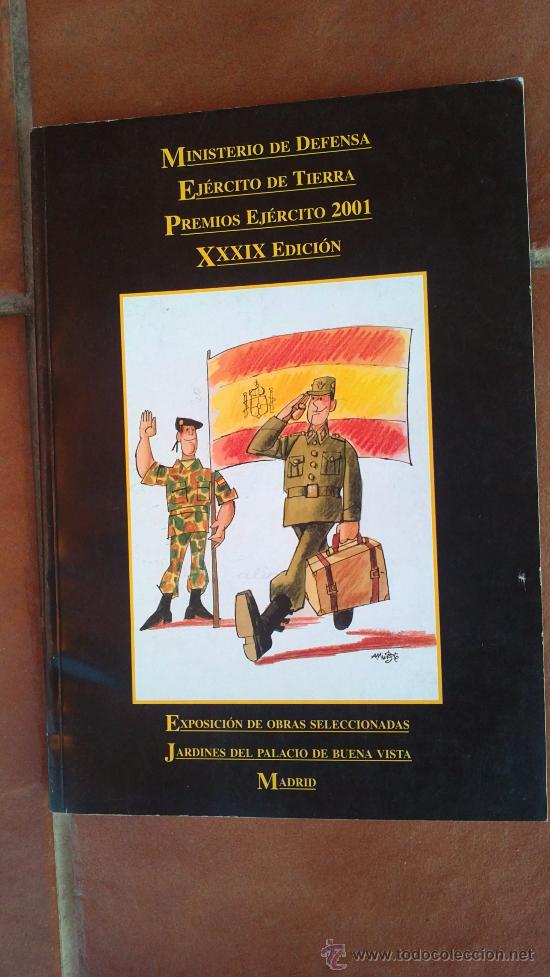 MINISTERIO DE DEFENSA
EJÉRCITO DE TIERRA
PREMIOS EJÉRCITO 2001
XXXIX EDICIÓN
EXPOSICIÓN DE OBRAS SELECCIONADAS
JARDINES DEL PALACIO DE BUENA VISTA
MADRID
www.todocoleccion.net